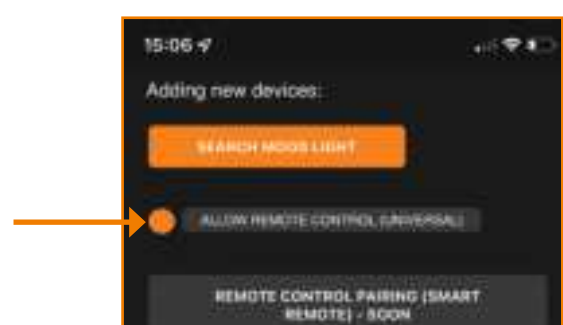 15:06
Adding new devices:
SEARCH MOOD LIGHT
ALLOW REMOTE CONTROL (UNIVERSAL)
REMOTE CONTROL PAIRING (SMART
REMOTE) - SOON